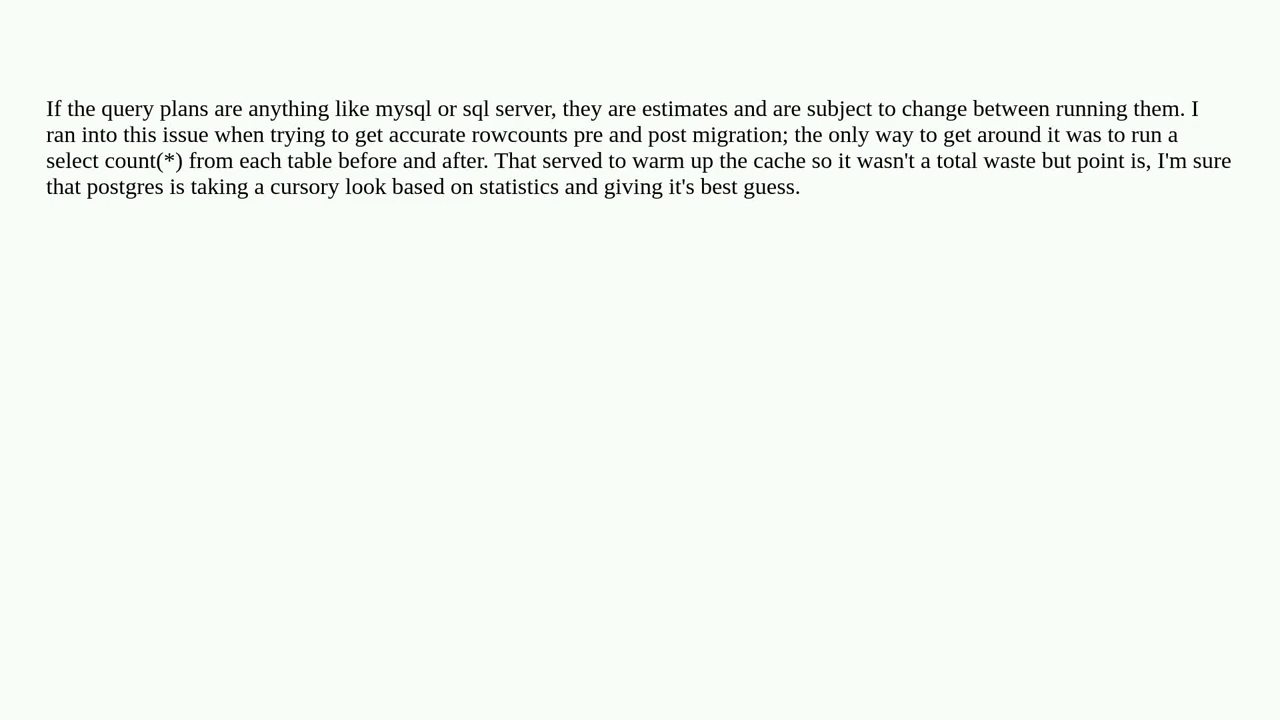 If the query plans are anything like mysql or sql server, they are estimates and are subject to change between running them. I
ran into this issue when trying to get accurate rowcounts pre and post migration; the only way to get around it was to run a
select count(*) from each table before and after. That served to warm up the cache so it wasn't a total waste but point is, I'm sure
that postgres is taking a cursory look based on statistics and giving it's best guess.